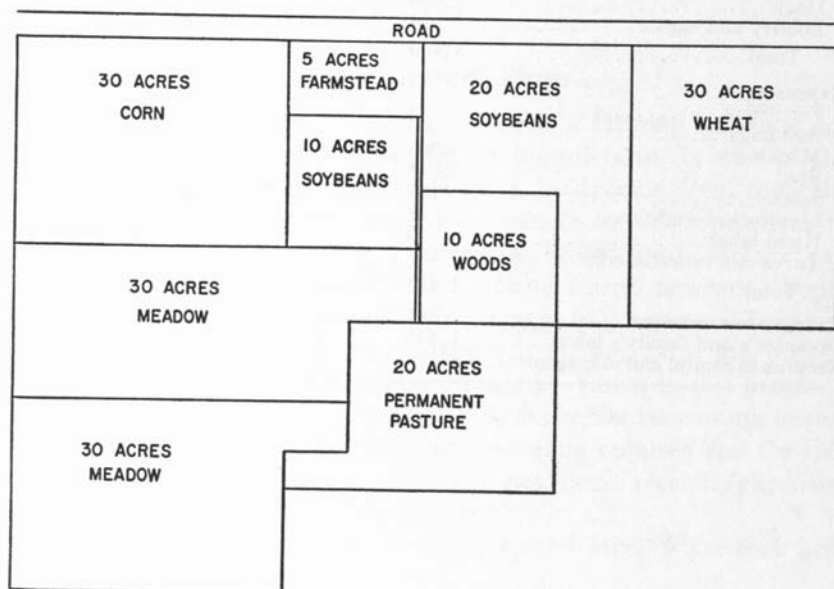 ROAD
30 ACRES
CORN
5 ACRES
FARMSTEAD
10 ACRES
SOYBEANS
20 ACRES
SOYBEANS
30 ACRES
WHEAT
10 ACRES
WOODS
30 ACRES
MEADOW
20 ACRES
PERMANENT
PASTURE
30 ACRES
MEADOW